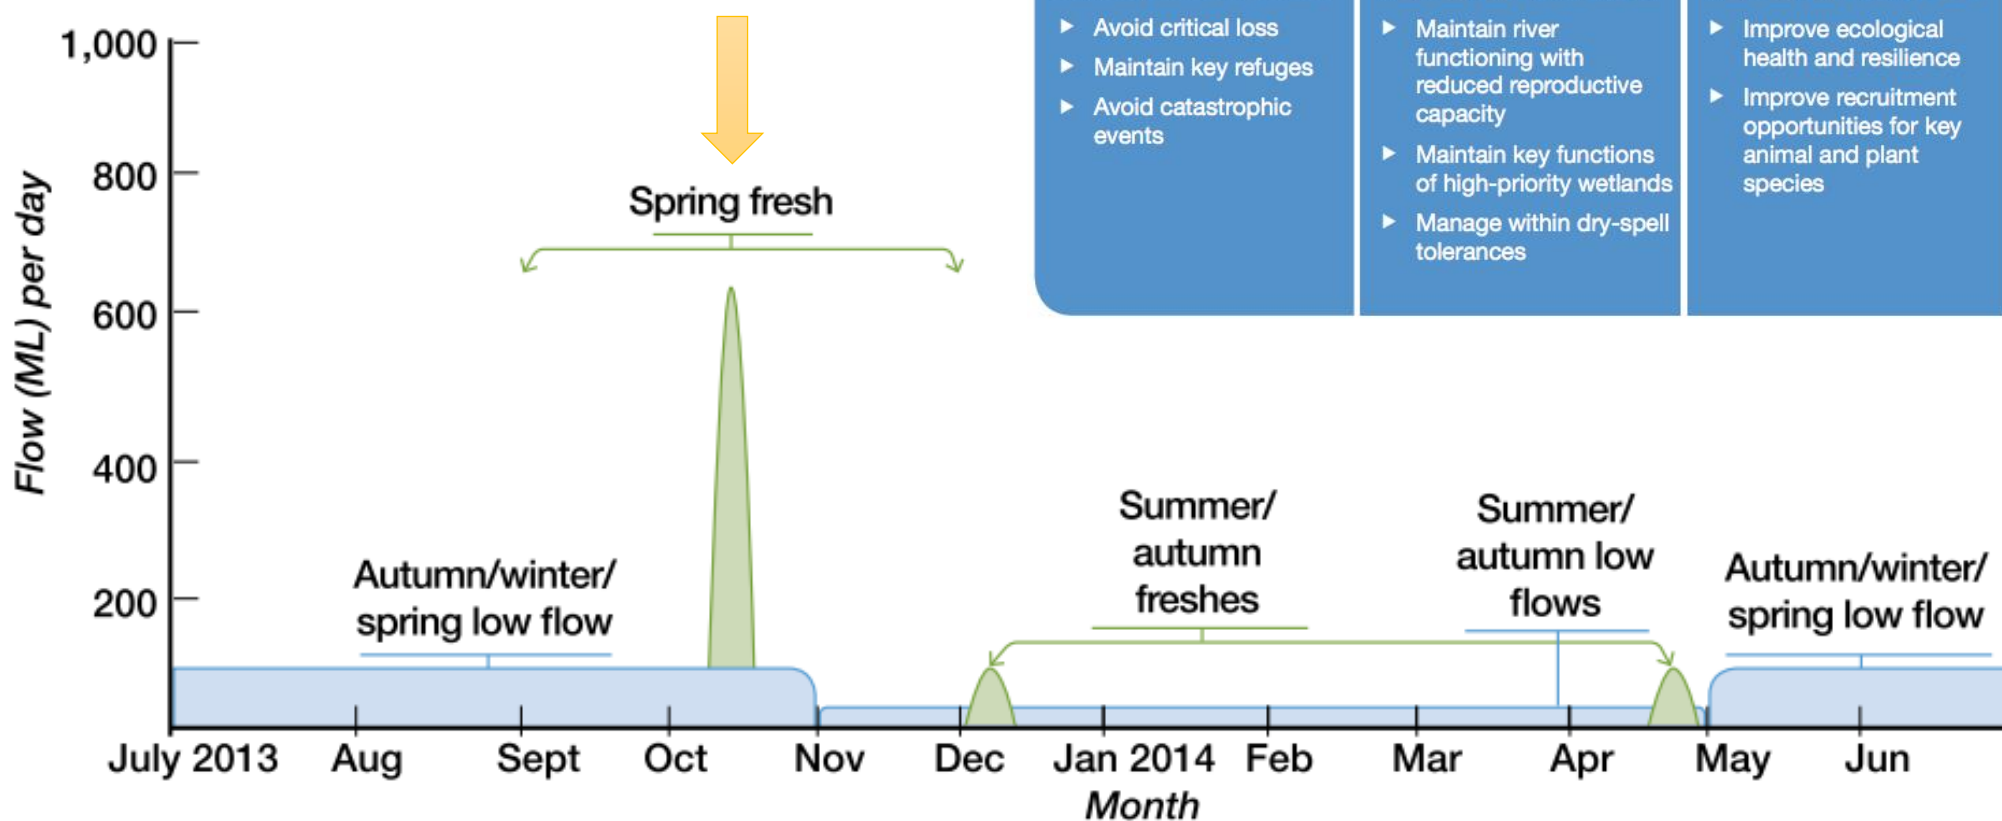 Avoid critical loss
Maintain key refuges
Avoid catastrophic
events
Maintain river
functioning with
reduced reproductive
capacity
Maintain key functions
of high-priority wetlands
Manage within dry-spell
tolerances
Improve ecological
health and resilience
Improve recruitment
opportunities for key
animal and plant
species
Flow (ML) per day
1,000
800
600
400
200
Spring fresh
Autumn/winter/
spring low flow
Summer/
autumn
freshes
Summer/
autumn low
flows
Autumn/winter/
spring low flow
July 2013 Aug Sept Oct Nov Dec Jan 2014 Feb Mar Apr May Jun
Month